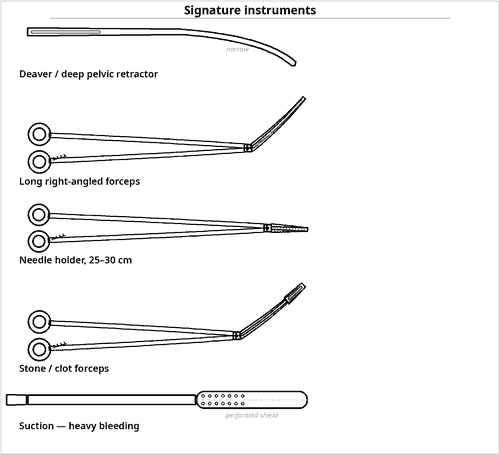 Signature instruments
narrow
Deaver / deep pelvic retractor
Long right-angled forceps
Needle holder, 25–30 cm
Stone / clot forceps
perforated shield
Suction — heavy bleeding